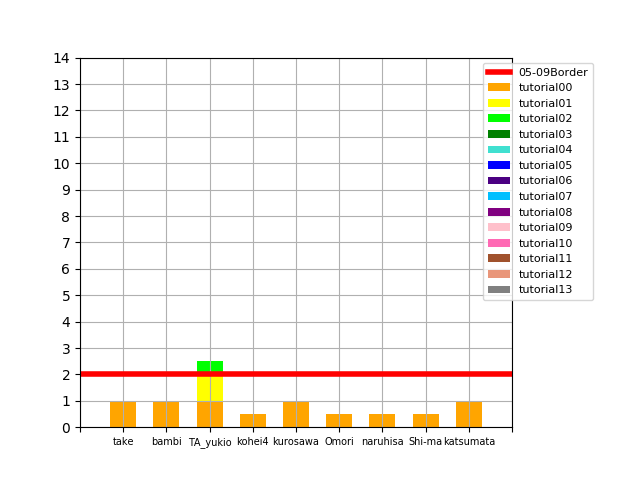 14
13
12
11
10
9
8
7
6
5
4
3
2
1
0
take bambi TA_yukio kohei4 kurosawa Omori naruhisa Shi-ma katsumata
05-09Border
tutorial00
tutorial01
tutorial02
tutorial03
tutorial04
tutorial05
tutorial06
tutorial07
tutorial08
tutorial09
tutorial10
tutorial11
tutorial12
tutorial13